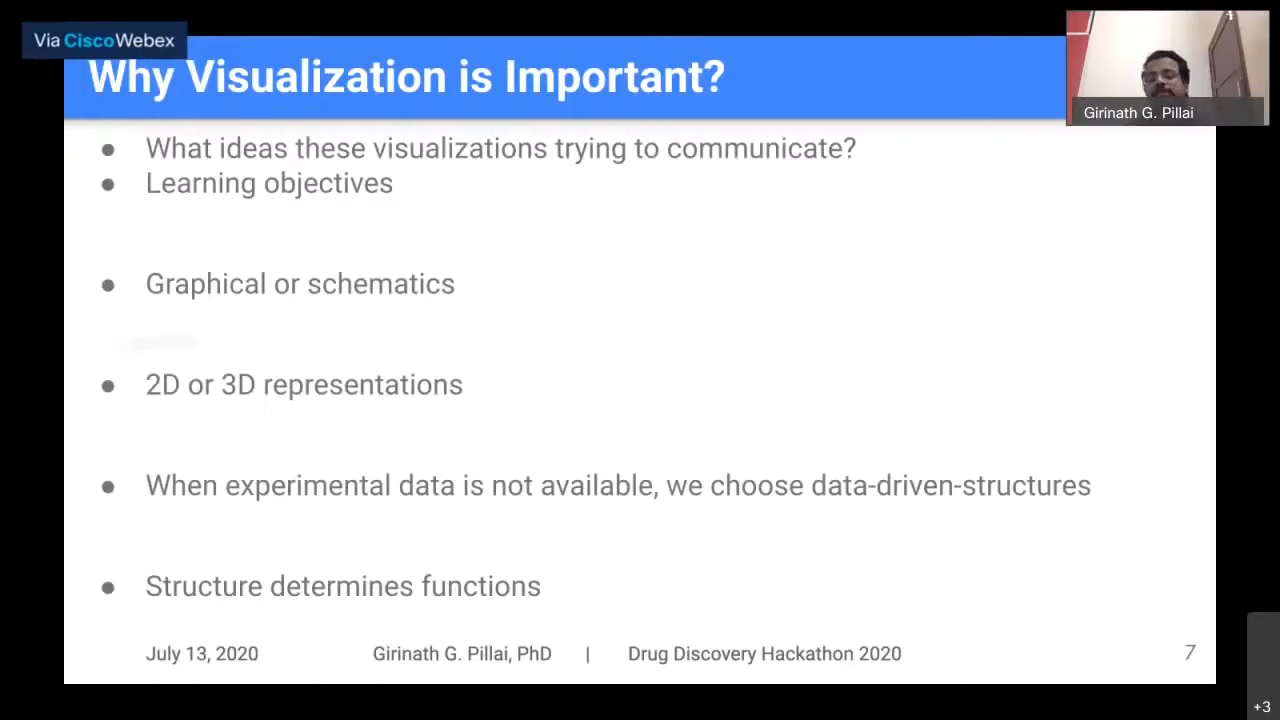 Via CiscoWebex
Why Visualization is Important?
Girinath G. Pillai
● What ideas these visualizations trying to communicate?
● Learning objectives
● Graphical or schematics
● 2D or 3D representations
● When experimental data is not available, we choose data-driven-structures
● Structure determines functions
July 13, 2020 Girinath G. Pillai, PhD | Drug Discovery Hackathon 2020 7
+3